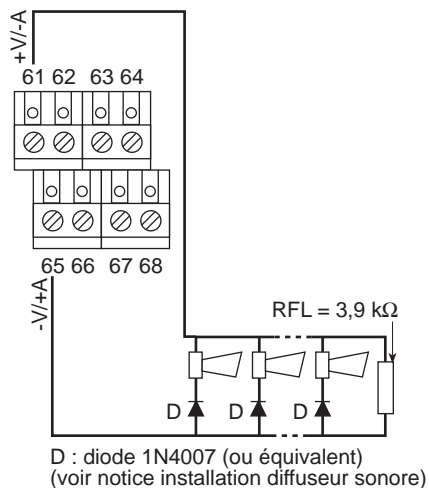 +V/-A
61 62 63 64
65 66 67 68
-V/+A
RFL = 3,9 kΩ
D D D
D : diode 1N4007 (ou équivalent)
(voir notice installation diffuseur sonore)